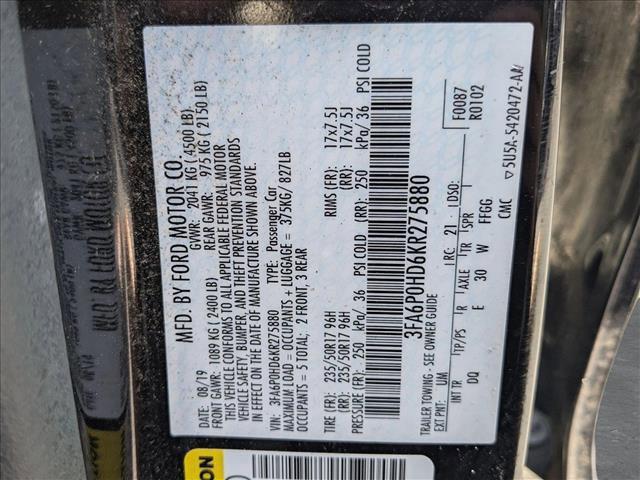 MFD. BY FORD MOTOR CO.
DATE: 08/19 GVWR: 2041 KG ( 4500 LB)
FRONT GAWR: 1089 KG ( 2400 LB) REAR GAWR: 975 KG ( 2150 LB)
THIS VEHICLE CONFORMS TO ALL APPLICABLE FEDERAL MOTOR
VEHICLE SAFETY, BUMPER, AND THEFT PREVENTION STANDARDS
IN EFFECT ON THE DATE OF MANUFACTURE SHOWN ABOVE.
VIN: 3FA6P0HD6KR275880 TYPE: Passenger Car
MAXIMUM LOAD = OCCUPANTS + LUGGAGE = 375KG/ 827LB
OCCUPANTS = 5 TOTAL; 2 FRONT, 3 REAR
TIRE (FR): 235/50R17 96H RIMS (FR): 17x7.5J
TIRE (RR): 235/50R17 96H RIMS (RR): 17x7.5J
PRESSURE (FR): 250 kPa/ 36 PSI COLD (RR): 250 kPa/ 36 PSI COLD
3FA6P0HD6KR275880
TRAILER TOWING - SEE OWNER GUIDE
F0087
R0102
EXT PNT: UM RC: 21 DSO:
INT TR TP/PS R AXLE TR SPR
DQ E 30 W FFGG
CMC
5U5A-5420472-AA